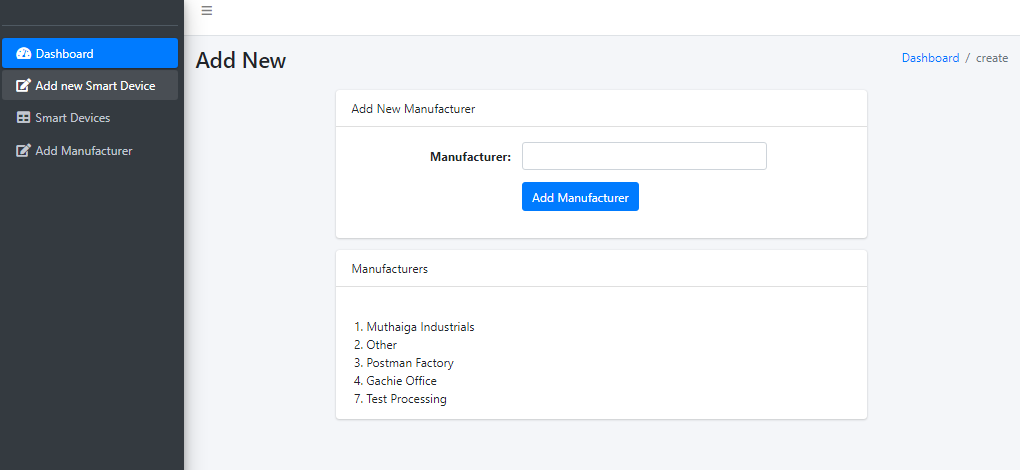 Dashboard
Add new Smart Device
Smart Devices
Add Manufacturer
Add New
Dashboard / create
Add New Manufacturer
Manufacturer:
Add Manufacturer
Manufacturers
1. Muthaiga Industrials
2. Other
3. Postman Factory
4. Gachie Office
7. Test Processing